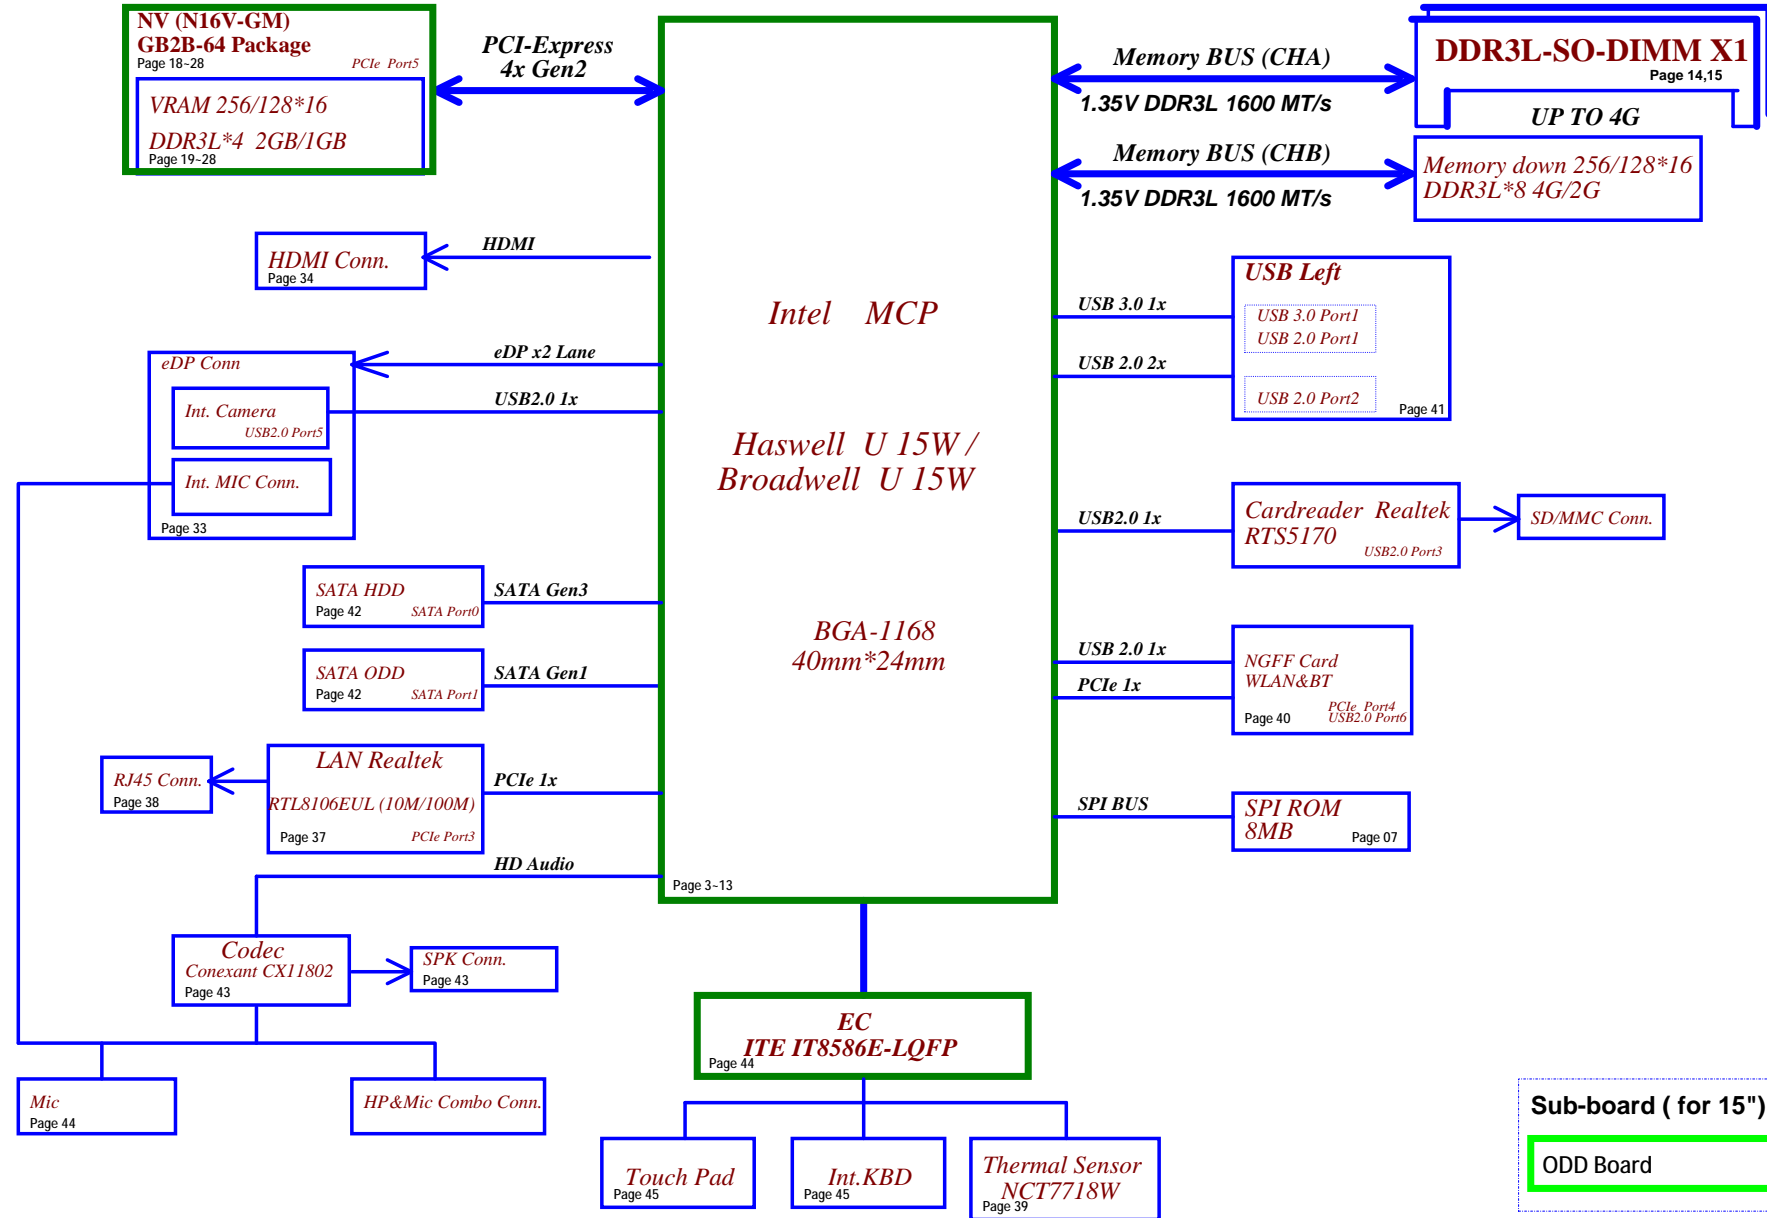 NV (N16V-GM)
GB2B-64 Package
Page 18~28
PCIe Port5
VRAM 256/128*16
DDR3L*4 2GB/1GB
Page 19~28
PCI-Express
4x Gen2
Memory BUS (CHA)
1.35V DDR3L 1600 MT/s
DDR3L-SO-DIMM X1
Page 14,15
UP TO 4G
Memory BUS (CHB)
1.35V DDR3L 1600 MT/s
Memory down 256/128*16
DDR3L*8 4G/2G
HDMI Conn.
Page 34
HDMI
Intel MCP
Haswell U 15W /
Broadwell U 15W
BGA-1168
40mm*24mm
Page 3~13
USB 3.0 1x
USB 2.0 2x
USB Left
USB 3.0 Port1
USB 2.0 Port1
USB 2.0 Port2
Page 41
eDP Conn
eDP x2 Lane
Int. Camera
USB2.0 Port5
USB2.0 1x
Int. MIC Conn.
Page 33
USB2.0 1x
Cardreader Realtek
RTS5170
USB2.0 Port3
SD/MMC Conn.
SATA HDD
Page 42
SATA Port0
SATA Gen3
SATA ODD
Page 42
SATA Port1
SATA Gen1
USB 2.0 1x
PCIe 1x
NGFF Card
WLAN&BT
PCIe Port4
Page 40
USB2.0 Port6
RJ45 Conn.
Page 38
LAN Realtek
RTL8106EUL (10M/100M)
Page 37
PCIe Port3
PCIe 1x
SPI BUS
SPI ROM
8MB
Page 07
HD Audio
Codec
Conexant CX11802
Page 43
SPK Conn.
Page 43
EC
ITE IT8586E-LQFP
Page 44
Mic
Page 44
HP&Mic Combo Conn.
Touch Pad
Page 45
Int.KBD
Page 45
Thermal Sensor
NCT7718W
Page 39
Sub-board ( for 15")
ODD Board